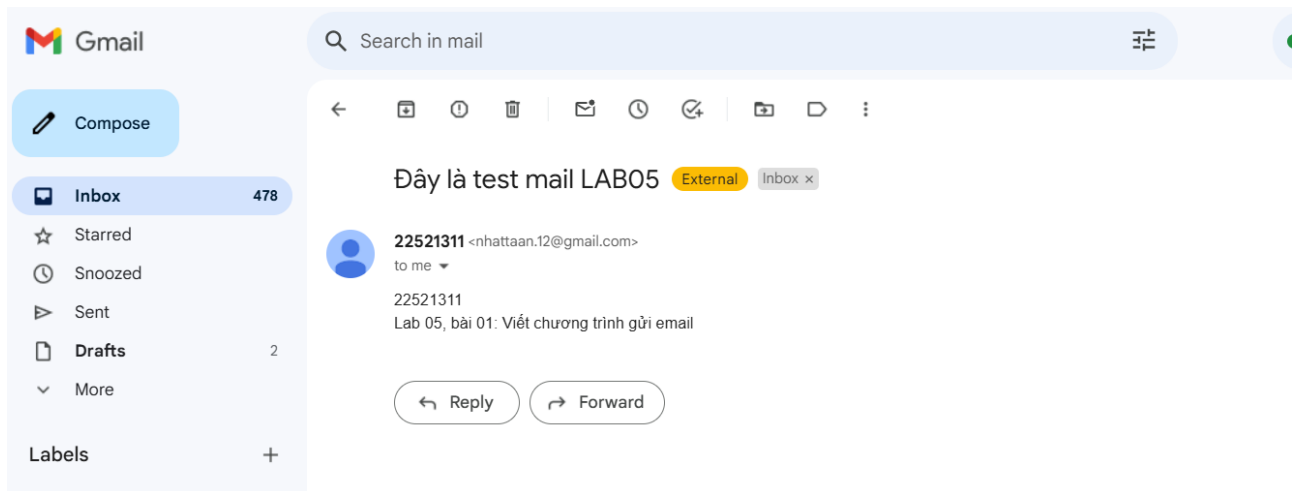 Gmail
Search in mail
Compose
Inbox 478
Starred
Snoozed
Sent
Drafts 2
More
Labels +
Đây là test mail LAB05 External Inbox ×
22521311 <nhattaan.12@gmail.com>
to me
22521311
Lab 05, bài 01: Viết chương trình gửi email
Reply Forward